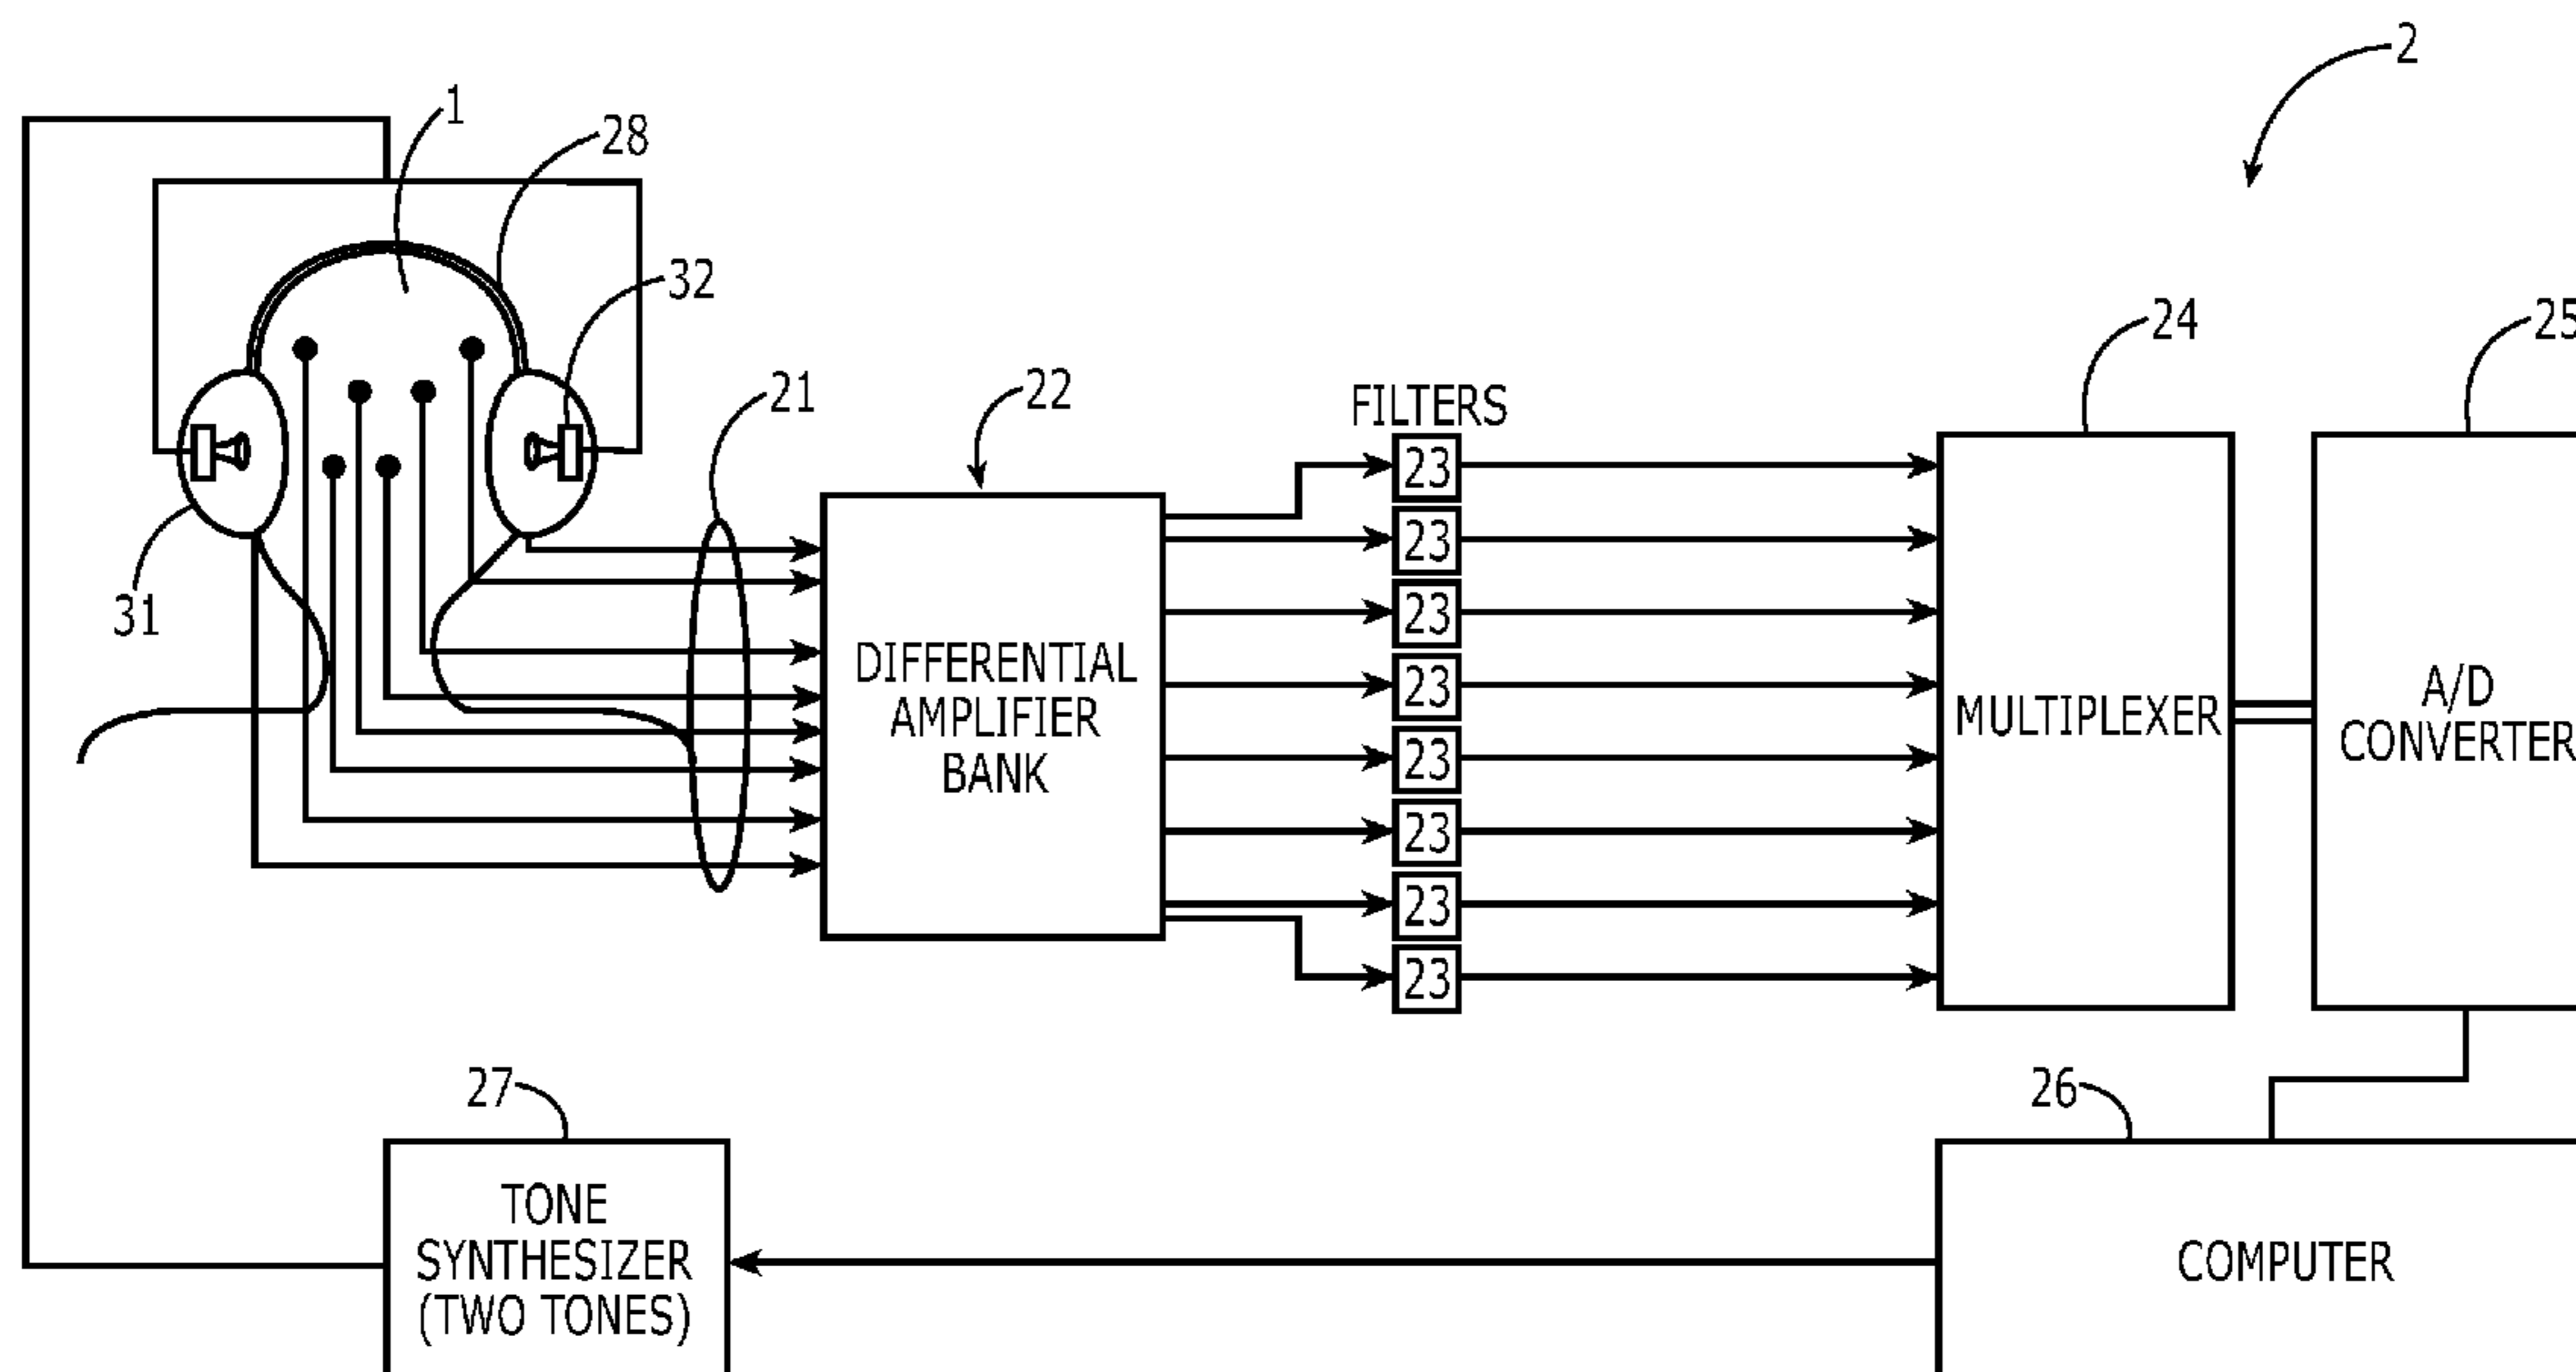 2
1
28
32
24
25
21
22
FILTERS
23
23
23
23
23
23
23
23
31
DIFFERENTIAL
AMPLIFIER
BANK
MULTIPLEXER
A/D
CONVERTER
27
26
TONE
SYNTHESIZER
(TWO TONES)
COMPUTER